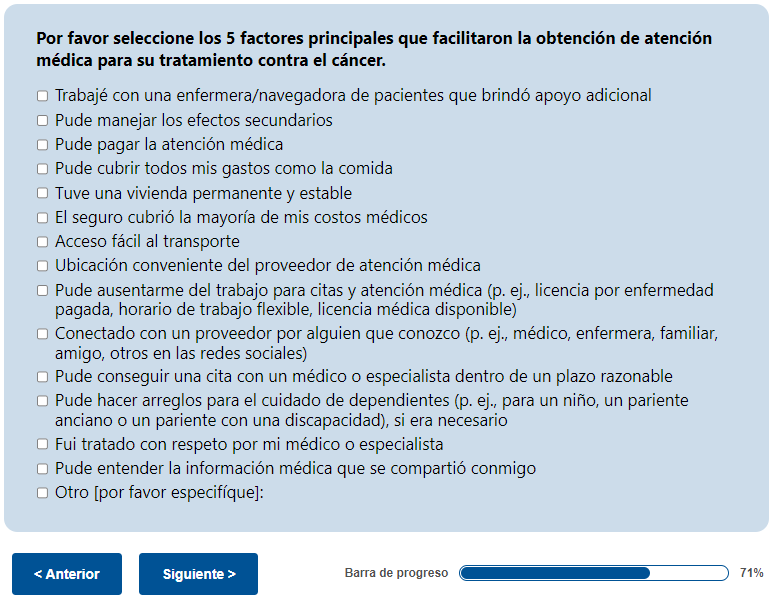 Por favor seleccione los 5 factores principales que facilitaron la obtención de atención
médica para su tratamiento contra el cáncer.
Trabajé con una enfermera/navegadora de pacientes que brindó apoyo adicional
Pude manejar los efectos secundarios
Pude pagar la atención médica
Pude cubrir todos mis gastos como la comida
Tuve una vivienda permanente y estable
El seguro cubrió la mayoría de mis costos médicos
Acceso fácil al transporte
Ubicación conveniente del proveedor de atención médica
Pude ausentarme del trabajo para citas y atención médica (p. ej., licencia por enfermedad
pagada, horario de trabajo flexible, licencia médica disponible)
Conectado con un proveedor por alguien que conozco (p. ej., médico, enfermera, familiar,
amigo, otros en las redes sociales)
Pude conseguir una cita con un médico o especialista dentro de un plazo razonable
Pude hacer arreglos para el cuidado de dependientes (p. ej., para un niño, un pariente
anciano o un pariente con una discapacidad), si era necesario
Fui tratado con respeto por mi médico o especialista
Pude entender la información médica que se compartió conmigo
Otro [por favor especifíque]:
< Anterior Siguiente > Barra de progreso 71%